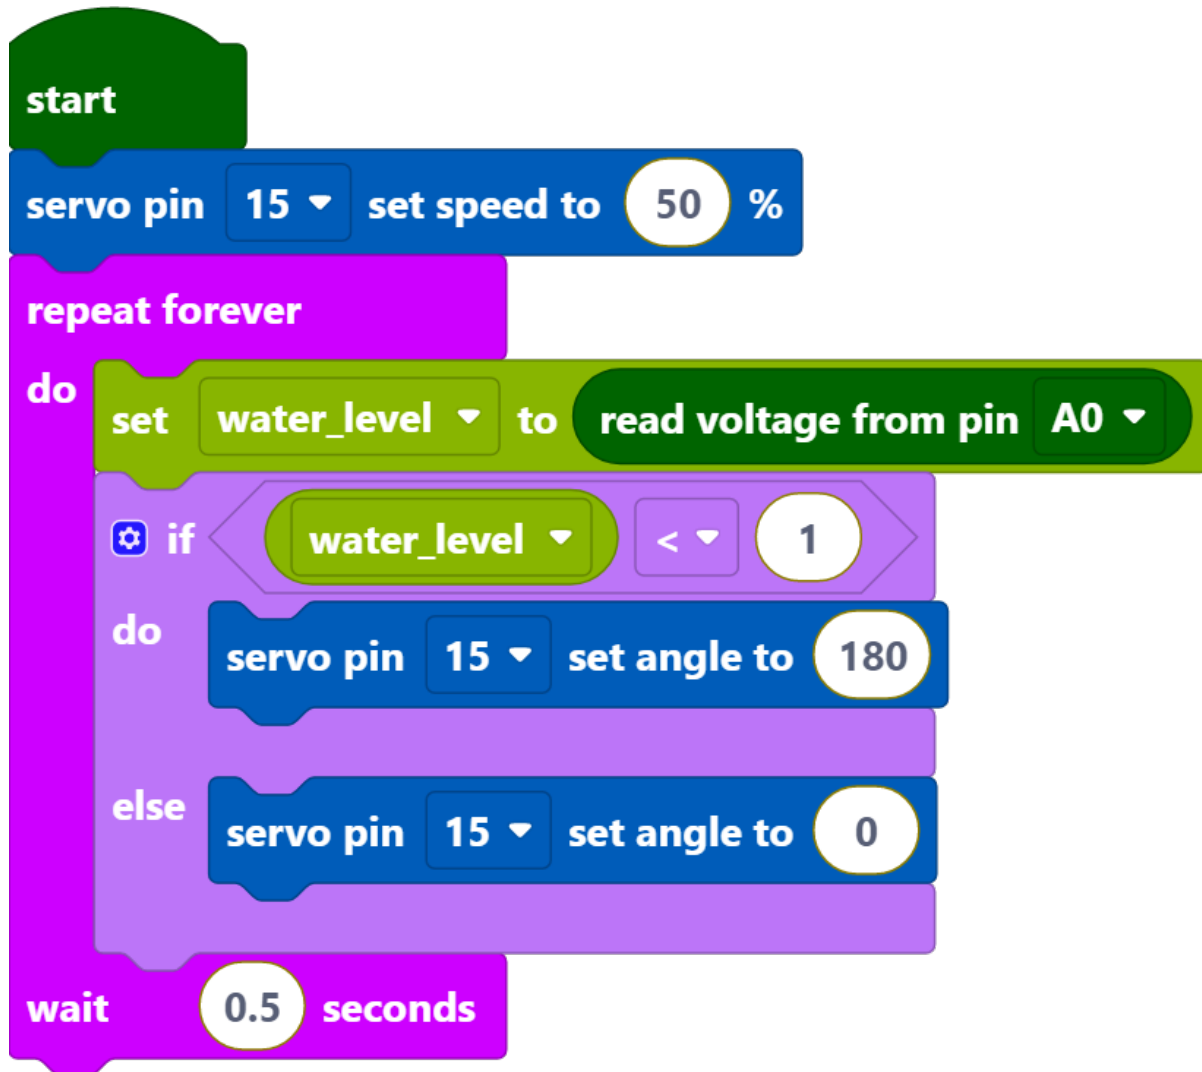 start
servo pin 15 set speed to 50 %
repeat forever
do
set water_level to read voltage from pin A0
if water_level < 1
do
servo pin 15 set angle to 180
else
servo pin 15 set angle to 0
wait 0.5 seconds